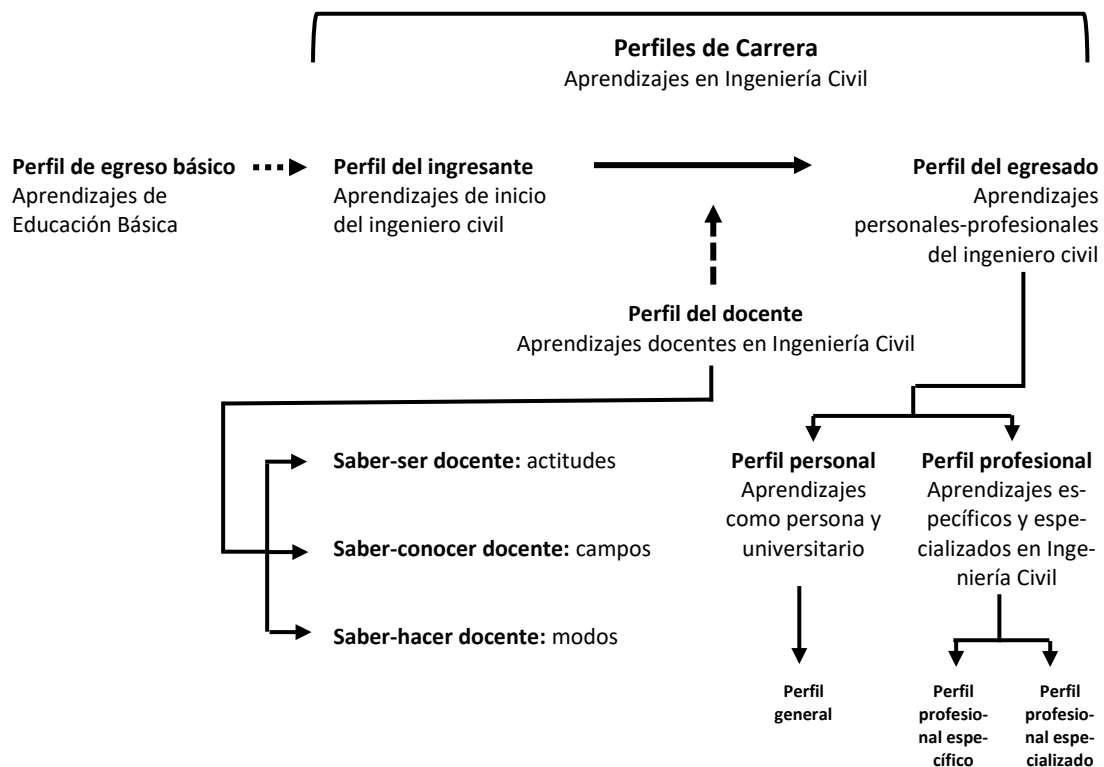 Perfiles de Carrera
Aprendizajes en Ingeniería Civil
Perfil de egreso básico
Aprendizajes de
Educación Básica
Perfil del ingresante
Aprendizajes de inicio
del ingeniero civil
Perfil del egresado
Aprendizajes
personales-profesionales
del ingeniero civil
Perfil del docente
Aprendizajes docentes en Ingeniería Civil
Saber-ser docente: actitudes
Saber-conocer docente: campos
Saber-hacer docente: modos
Perfil personal
Aprendizajes
como persona y
universitario
Perfil profesional
Aprendizajes es-
pecíficos y espe-
cializados en Inge-
niería Civil
Perfil
general
Perfil
profesio-
nal espe-
cífico
Perfil
profesio-
nal espe-
cializado